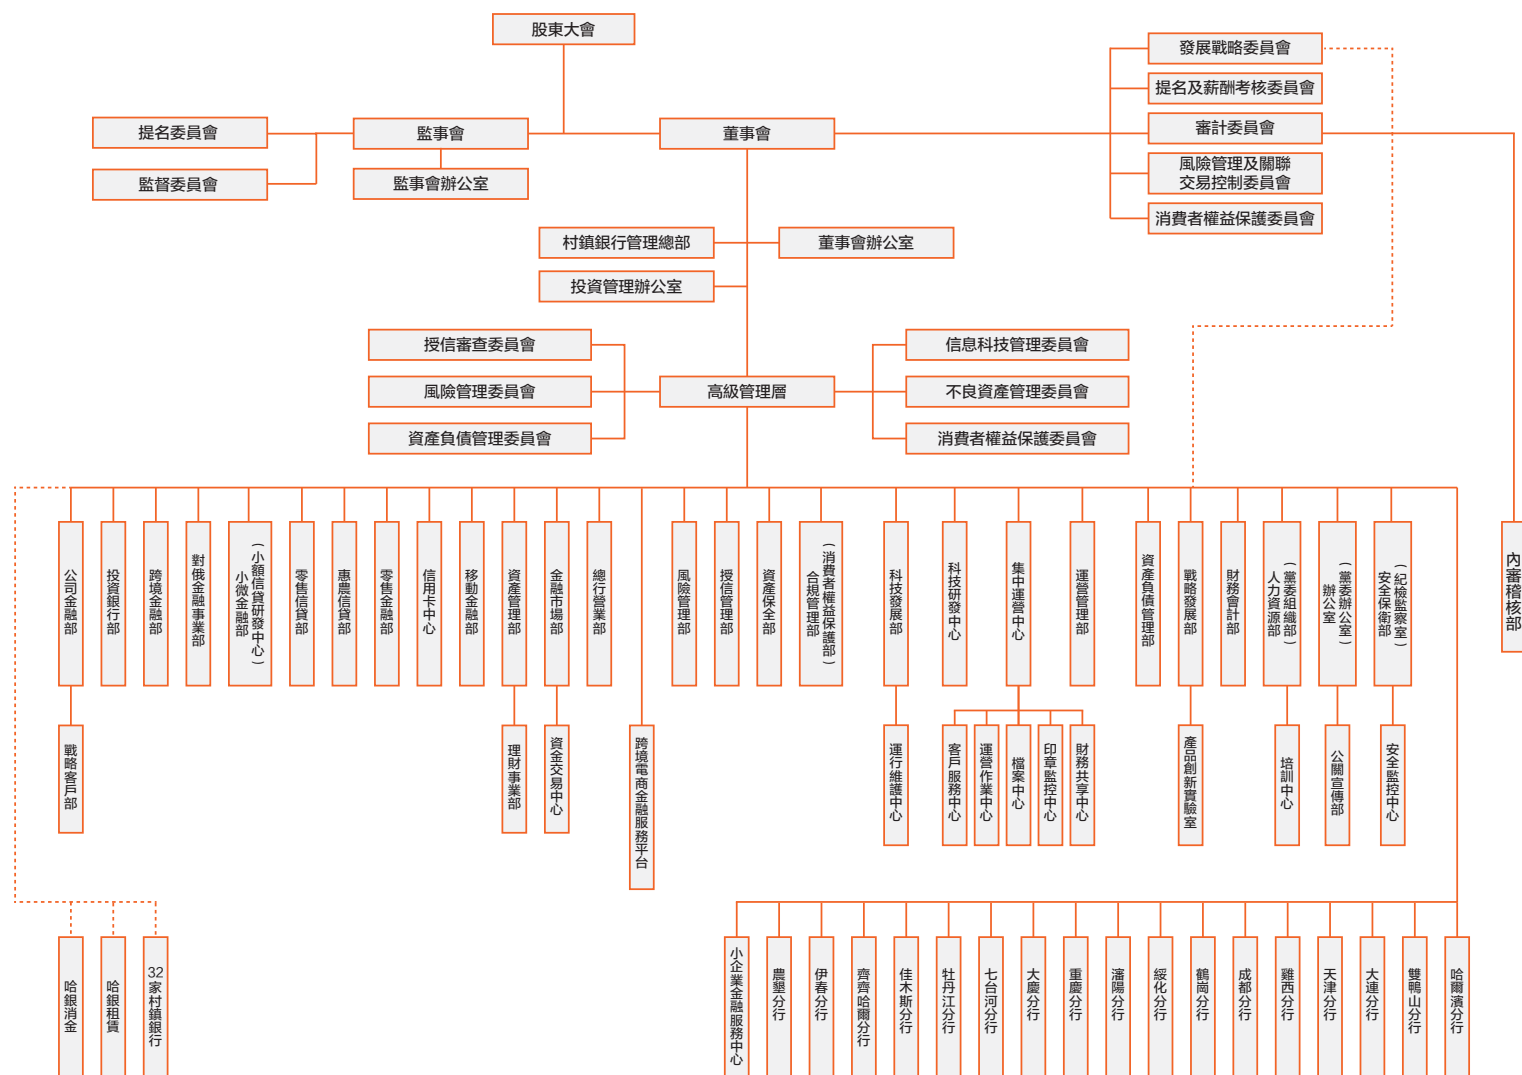 股東大會
發展戰略委員會
提名及薪酬考核委員會
審計委員會
風險管理及關聯
交易控制委員會
消費者權益保護委員會
提名委員會
監事會
董事會
監督委員會
監事會辦公室
村鎮銀行管理總部
董事會辦公室
投資管理辦公室
授信審查委員會
信息科技管理委員會
風險管理委員會
高級管理層
不良資產管理委員會
資產負債管理委員會
消費者權益保護委員會
公司金融部
投資銀行部
跨境金融部
對俄金融事業部
(小額信貸研發中心)
小微金融部
零售信貸部
惠農信貸部
零售金融部
信用卡中心
移動金融部
資產管理部
金融市場部
總行營業部
風險管理部
授信管理部
資產保全部
(消費者權益保護部)
合規管理部
科技發展部
科技研發中心
集中運營中心
運營管理部
資產負債管理部
戰略發展部
財務會計部
(黨委組織部)
人力資源部
(黨委辦公室)
辦公室
(紀檢監察室)
安全保衛部
內審稽核部
戰略客戶部
理財事業部
資金交易中心
跨境電商金融服務平台
運行維護中心
客戶服務中心
運營作業中心
檔案中心
印章監控中心
財務共享中心
產品創新實驗室
培訓中心
公關宣傳部
安全監控中心
哈銀消金
哈銀租賃
32家村鎮銀行
小企業金融服務中心
農墾分行
伊春分行
齊齊哈爾分行
佳木斯分行
牡丹江分行
七台河分行
大慶分行
重慶分行
瀋陽分行
綏化分行
鶴崗分行
成都分行
雞西分行
天津分行
大連分行
雙鴨山分行
哈爾濱分行